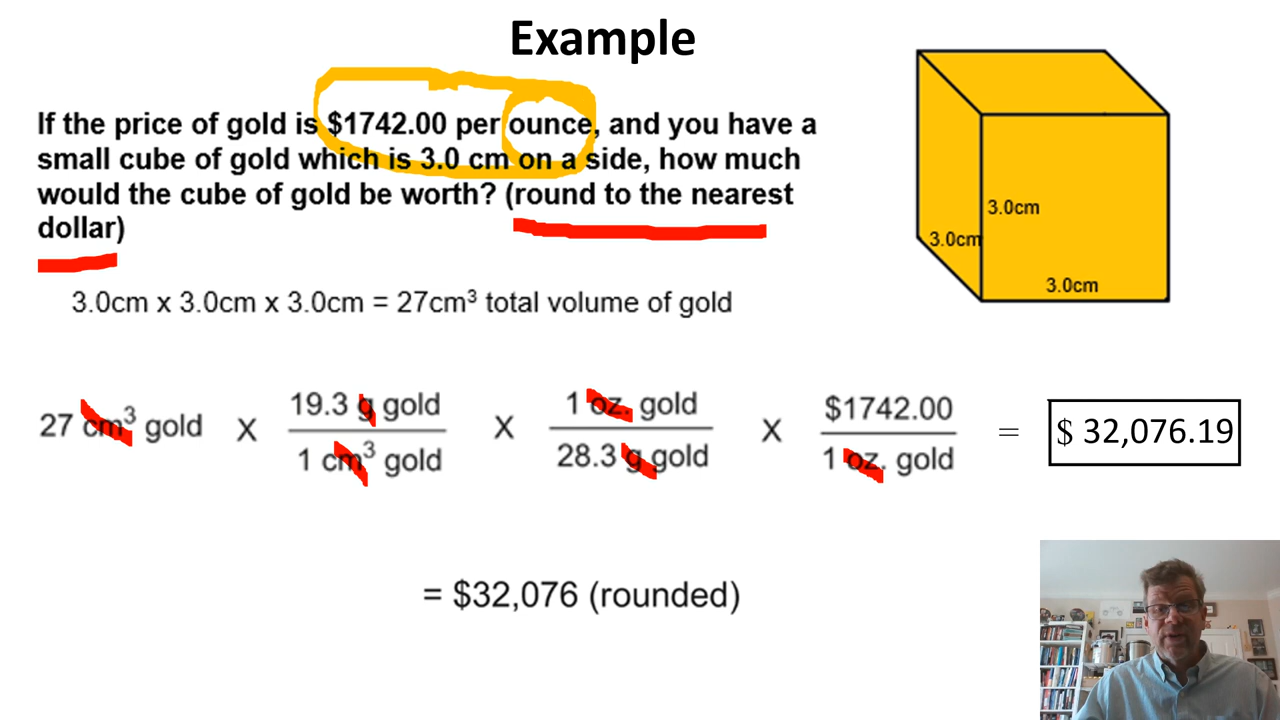 Example
If the price of gold is $1742.00 per ounce, and you have a
small cube of gold which is 3.0 cm on a side, how much
would the cube of gold be worth? (round to the nearest
dollar)
3.0cm
3.0cm
3.0cm
3.0cm x 3.0cm x 3.0cm = 27cm³ total volume of gold
27 cm³ gold X 19.3 g gold / 1 cm³ gold X 1 oz. gold / 28.3 g gold X $1742.00 / 1 oz. gold = $ 32,076.19
= $32,076 (rounded)